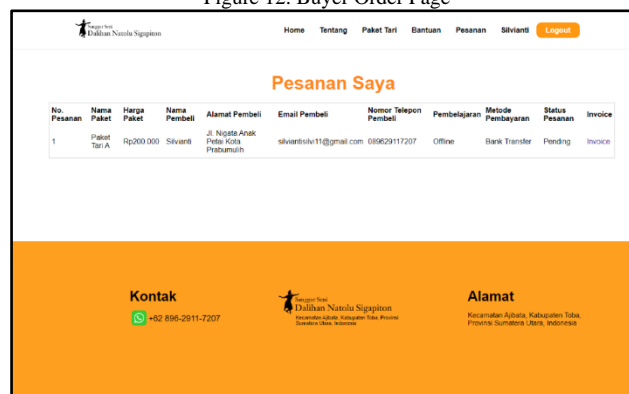 Figure 12. Buyer Order Page
Sanggar Seni
Dalihan Natolu Sigapiton
Home Tentang Paket Tari Bantuan Pesanan Silvianti Logout
Pesanan Saya
No. Pesanan Nama Paket Harga Paket Nama Pembeli Alamat Pembeli Email Pembeli Nomor Telepon Pembeli Pembelajaran Metode Pembayaran Status Pesanan Invoice
1 Paket Tari A Rp200.000 Silvianti Jl. Nigata Anak Petai Kota Prabumulih silviantisilvi11@gmail.com 089629117207 Offline Bank Transfer Pending Invoice
Kontak
+62 896-2911-7207
Sanggar Seni
Dalihan Natolu Sigapiton
Kecamatan Ajibata, Kabupaten Toba, Provinsi
Sumatera Utara, Indonesia
Alamat
Kecamatan Ajibata, Kabupaten Toba,
Provinsi Sumatera Utara, Indonesia